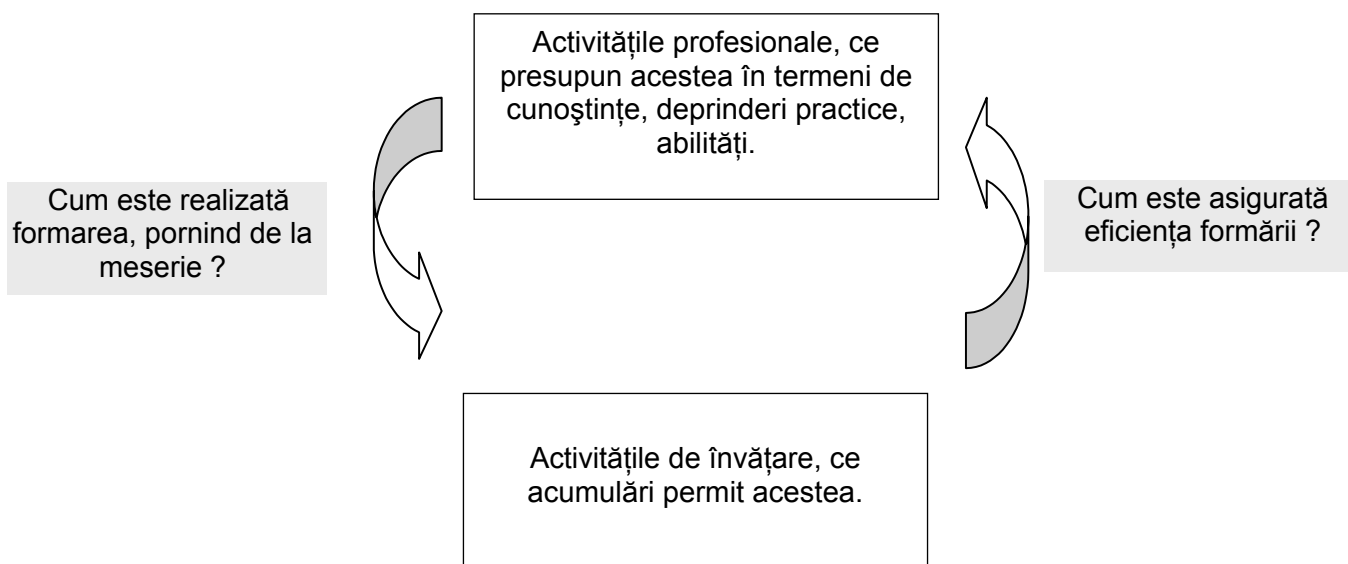 Activitățile profesionale, ce
presupun acestea în termeni de
cunoştințe, deprinderi practice,
abilități.
Cum este realizată
formarea, pornind de la
meserie ?
Cum este asigurată
eficiența formării ?
Activitățile de învățare, ce
acumulări permit acestea.